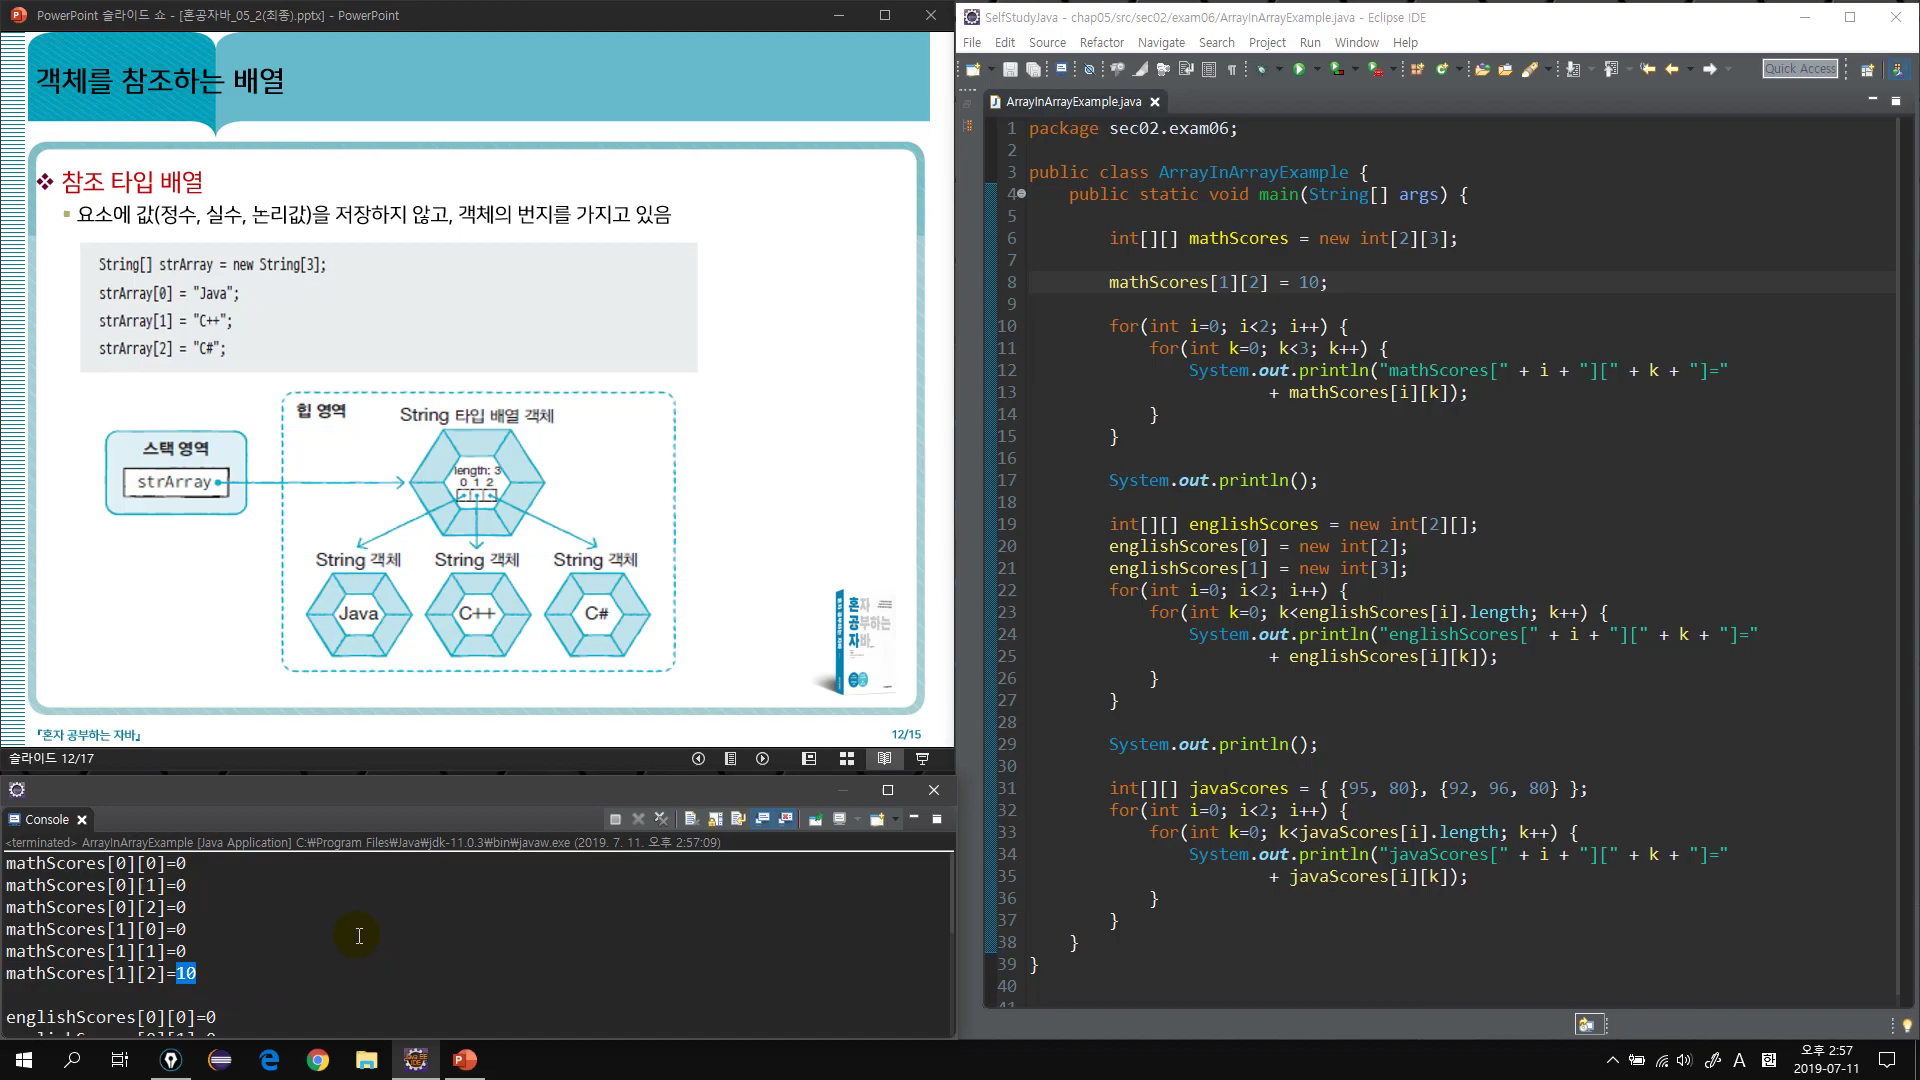 PowerPoint 슬라이드 쇼 - [혼공자바_05_2(최종).pptx] - PowerPoint
객체를 참조하는 배열
참조 타입 배열
요소에 값(정수, 실수, 논리값)을 저장하지 않고, 객체의 번지를 가지고 있음
String[] strArray = new String[3];
strArray[0] = "Java";
strArray[1] = "C++";
strArray[2] = "C#";
힙 영역
String 타입 배열 객체
스택 영역
strArray
length: 3
0 1 2
String 객체 String 객체 String 객체
Java C++ C#
혼자
공부하는
자바
『혼자 공부하는 자바』
12/15
슬라이드 12/17
Console
<terminated> ArrayInArrayExample [Java Application] C:₩Program Files₩Java₩jdk-11.0.3₩bin₩javaw.exe (2019. 7. 11. 오후 2:57:09)
mathScores[0][0]=0
mathScores[0][1]=0
mathScores[0][2]=0
mathScores[1][0]=0
mathScores[1][1]=0
mathScores[1][2]=10
englishScores[0][0]=0
SelfStudyJava - chap05/src/sec02/exam06/ArrayInArrayExample.java - Eclipse IDE
File Edit Source Refactor Navigate Search Project Run Window Help
Quick Access
ArrayInArrayExample.java
1 package sec02.exam06;
2
3 public class ArrayInArrayExample {
4 public static void main(String[] args) {
5
6 int[][] mathScores = new int[2][3];
7
8 mathScores[1][2] = 10;
9
10 for(int i=0; i<2; i++) {
11 for(int k=0; k<3; k++) {
12 System.out.println("mathScores[" + i + "][" + k + "]="
13 + mathScores[i][k]);
14 }
15 }
16
17 System.out.println();
18
19 int[][] englishScores = new int[2][];
20 englishScores[0] = new int[2];
21 englishScores[1] = new int[3];
22 for(int i=0; i<2; i++) {
23 for(int k=0; k<englishScores[i].length; k++) {
24 System.out.println("englishScores[" + i + "][" + k + "]="
25 + englishScores[i][k]);
26 }
27 }
28
29 System.out.println();
30
31 int[][] javaScores = { {95, 80}, {92, 96, 80} };
32 for(int i=0; i<2; i++) {
33 for(int k=0; k<javaScores[i].length; k++) {
34 System.out.println("javaScores[" + i + "][" + k + "]="
35 + javaScores[i][k]);
36 }
37 }
38 }
39 }
40
A 한
오후 2:57
2019-07-11